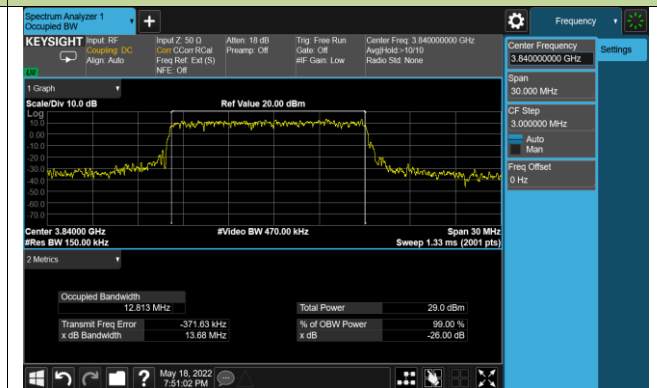 Spectrum Analyzer 1
Occupied BW
Frequency
KEYSIGHT
Input: RF
Coupling: DC
Align: Auto
Input Z: 50 Ω
Corr CCorr RCal
Freq Ref: Ext (S)
NFE: Off
Atten: 18 dB
Preamp: Off
Trig: Free Run
Gate: Off
#IF Gain: Low
Center Freq: 3.840000000 GHz
Avg|Hold:>10/10
Radio Std: None
Center Frequency
3.840000000 GHz
Settings
Span
30.000 MHz
CF Step
3.000000 MHz
Auto
Man
Freq Offset
0 Hz
1 Graph
Scale/Div 10.0 dB
Ref Value 20.00 dBm
Log
10.0
0.00
-10.0
-20.0
-30.0
-40.0
-50.0
-60.0
-70.0
Center 3.84000 GHz
#Video BW 470.00 kHz
Span 30 MHz
#Res BW 150.00 kHz
Sweep 1.33 ms (2001 pts)
2 Metrics
Occupied Bandwidth
12.813 MHz
Total Power
29.0 dBm
Transmit Freq Error
-371.63 kHz
% of OBW Power
99.00 %
x dB Bandwidth
13.68 MHz
x dB
-26.00 dB
?
May 18, 2022
7:51:02 PM